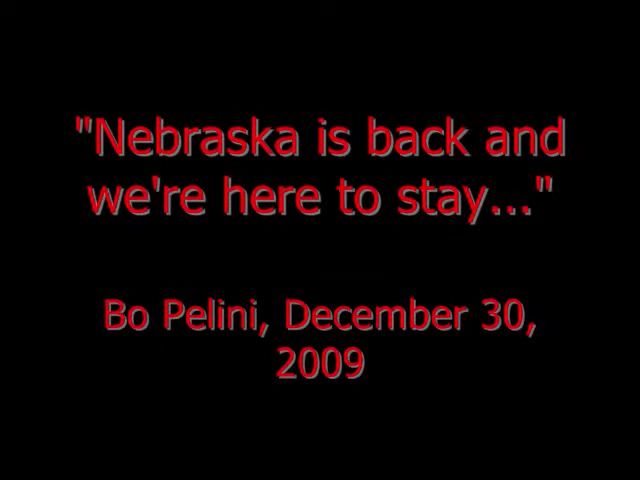 "Nebraska is back and
we're here to stay..."
Bo Pelini, December 30,
2009